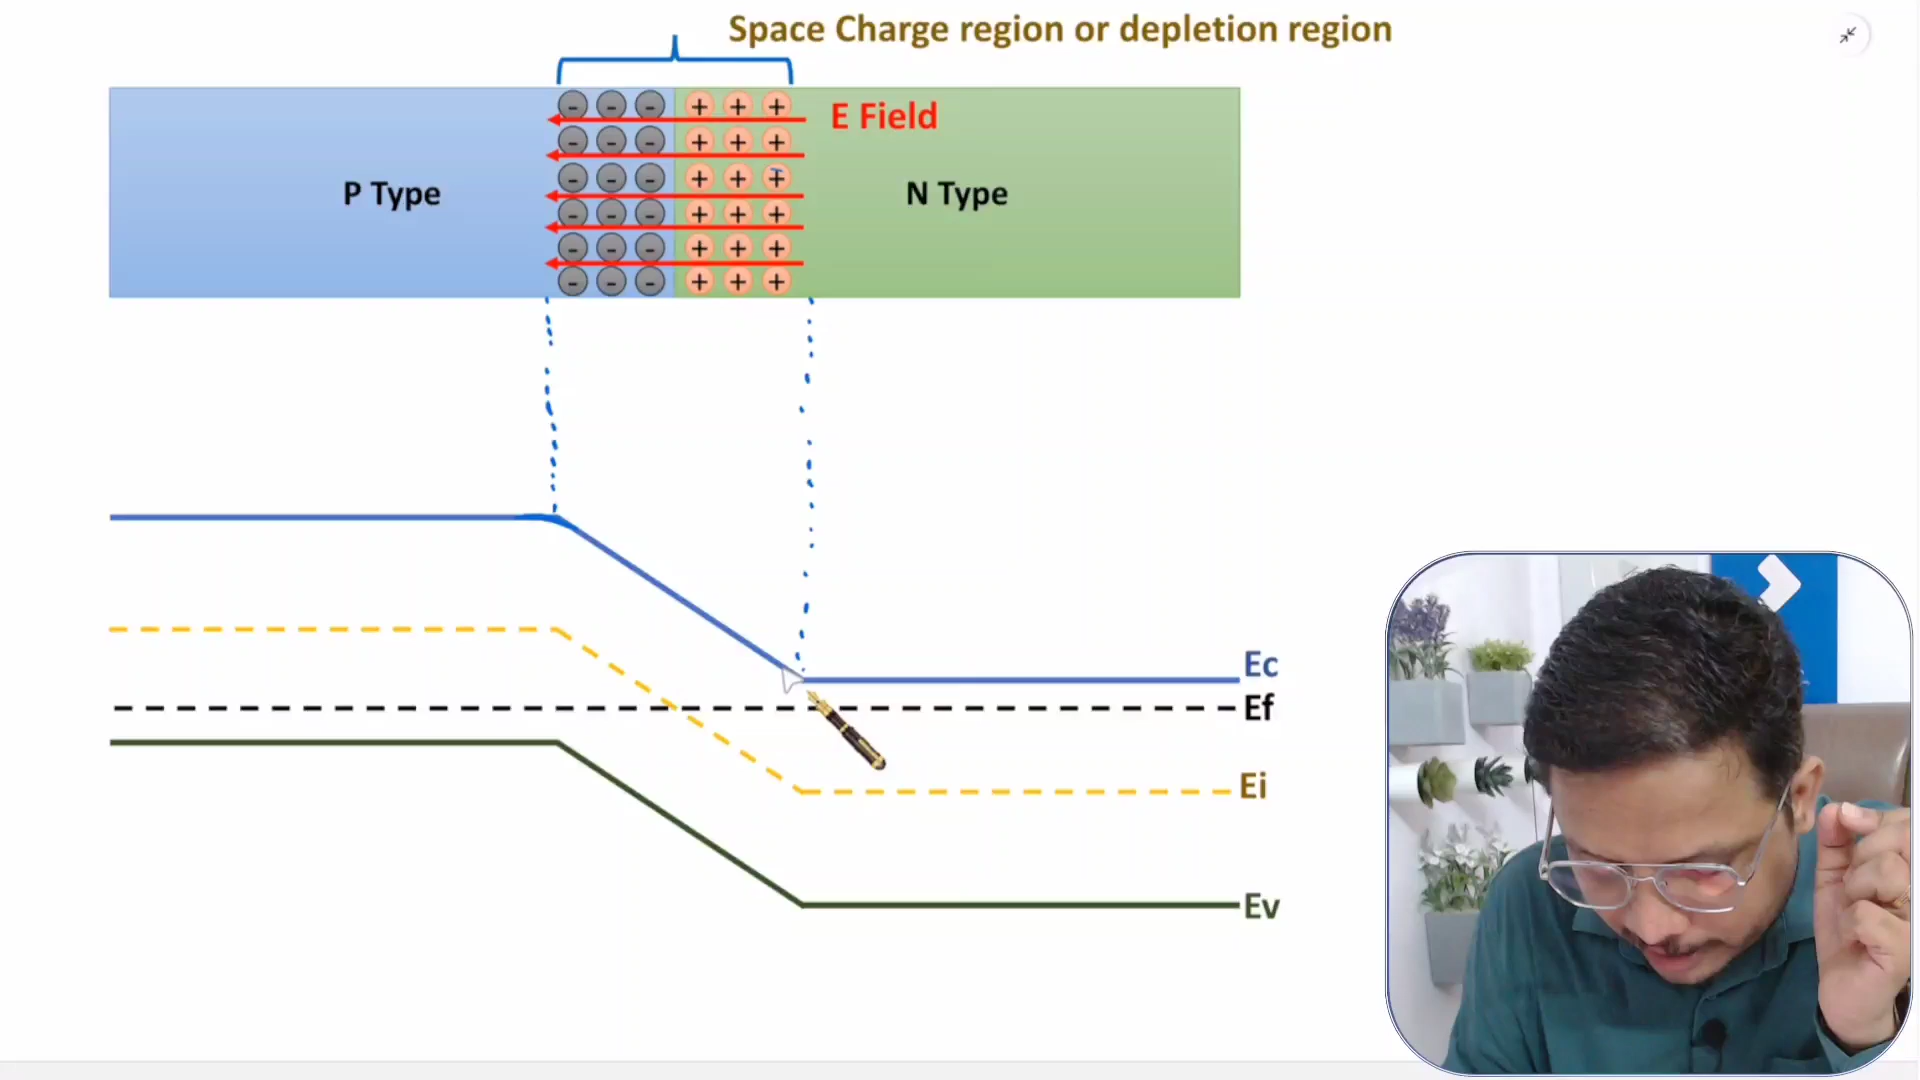 Space Charge region or depletion region
- - - + + +
E Field
- - - + + +
- - - + + +
P Type
N Type
- - - + + +
- - - + + +
- - - + + +
Ec
Ef
Ei
Ev